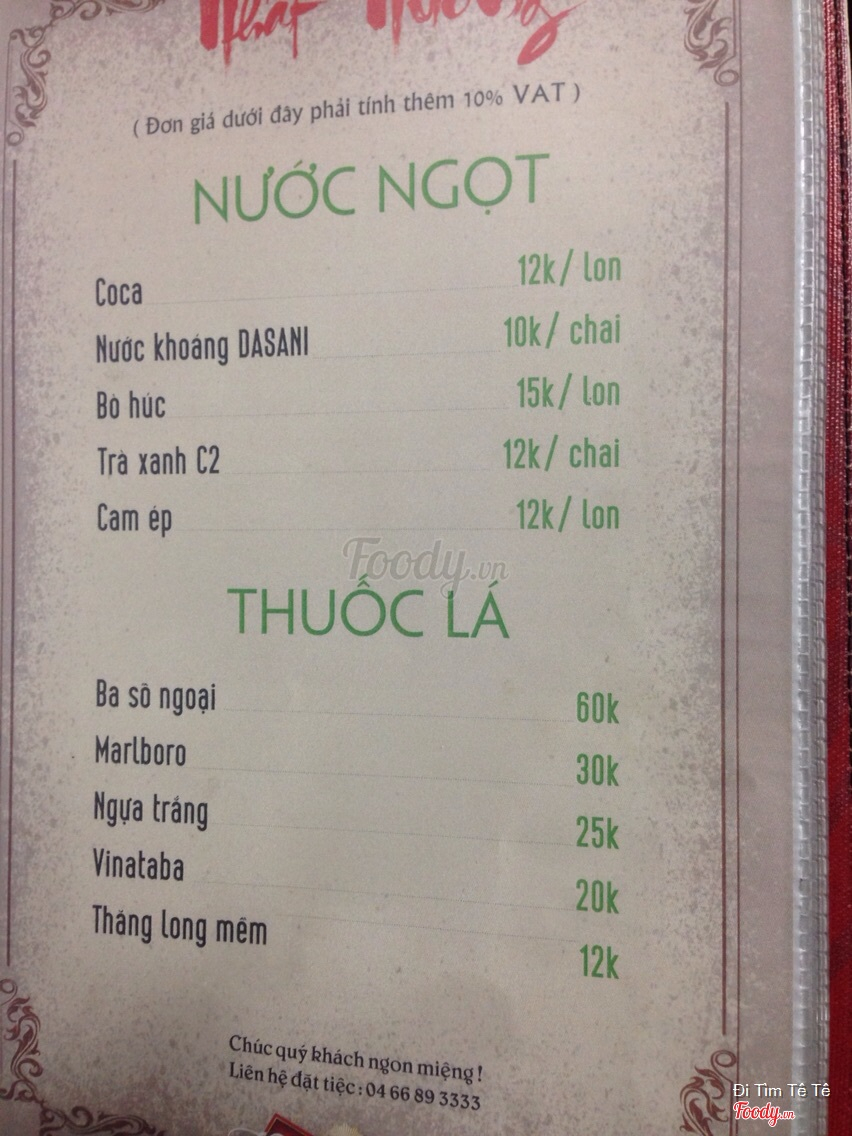 Nhất Hương
( Đơn giá dưới đây phải tính thêm 10% VAT )
NƯỚC NGỌT
Coca 12k/ lon
Nước khoáng DASANI 10k/ chai
Bò húc 15k/ lon
Trà xanh C2 12k/ chai
Cam ép 12k/ lon
Foody.vn
THUỐC LÁ
Ba số ngoại 60k
Marlboro 30k
Ngựa trắng 25k
Vinataba 20k
Thăng long mềm 12k
Chúc quý khách ngon miệng !
Liên hệ đặt tiệc : 04 66 89 3333
Đi Tìm Tê Tê
Foody.vn